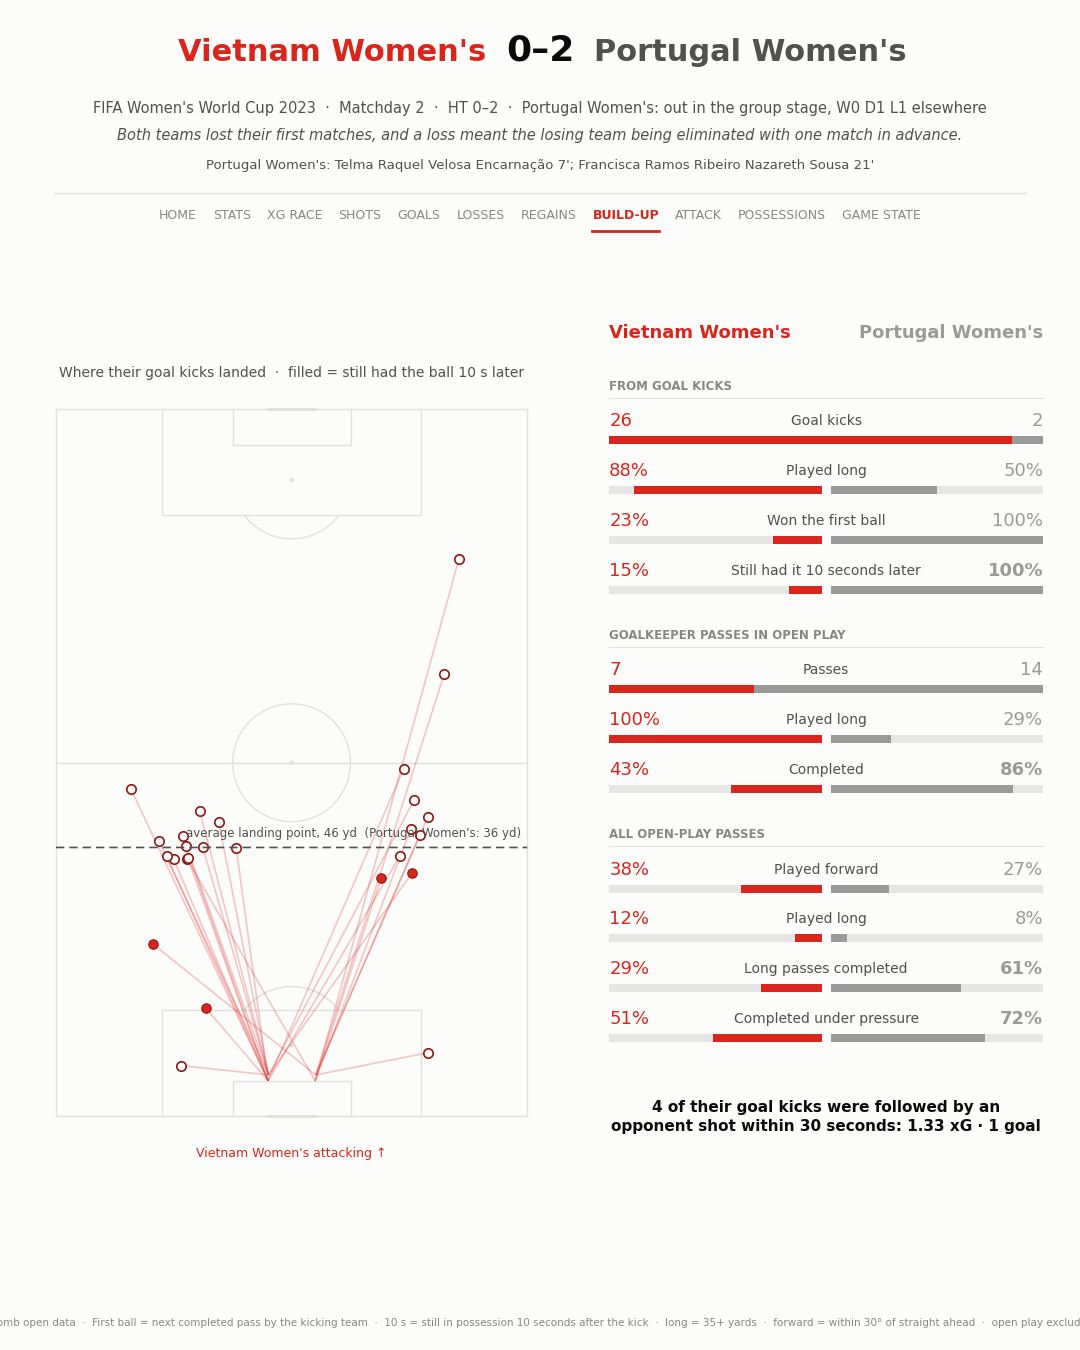 Vietnam Women's 0–2 Portugal Women's
FIFA Women's World Cup 2023 · Matchday 2 · HT 0–2 · Portugal Women's: out in the group stage, W0 D1 L1 elsewhere
Both teams lost their first matches, and a loss meant the losing team being eliminated with one match in advance.
Portugal Women's: Telma Raquel Velosa Encarnação 7'; Francisca Ramos Ribeiro Nazareth Sousa 21'
HOME STATS XG RACE SHOTS GOALS LOSSES REGAINS BUILD-UP ATTACK POSSESSIONS GAME STATE
Where their goal kicks landed · filled = still had the ball 10 s later
average landing point, 46 yd (Portugal Women's: 36 yd)
Vietnam Women's attacking ↑
Vietnam Women's Portugal Women's
FROM GOAL KICKS
26 Goal kicks 2
88% Played long 50%
23% Won the first ball 100%
15% Still had it 10 seconds later 100%
GOALKEEPER PASSES IN OPEN PLAY
7 Passes 14
100% Played long 29%
43% Completed 86%
ALL OPEN-PLAY PASSES
38% Played forward 27%
12% Played long 8%
29% Long passes completed 61%
51% Completed under pressure 72%
4 of their goal kicks were followed by an
opponent shot within 30 seconds: 1.33 xG · 1 goal
open data · First ball = next completed pass by the kicking team · 10 s = still in possession 10 seconds after the kick · long = 35+ yards · forward = within 30° of straight ahead · open play